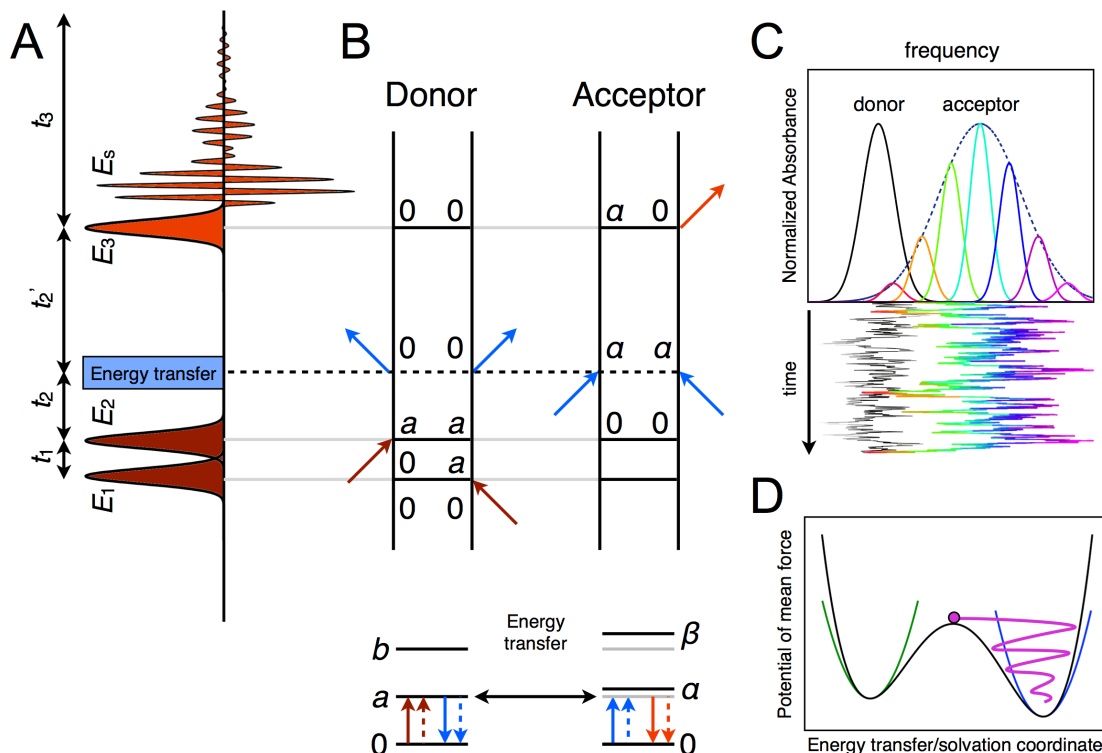 A
t3
Es
E3
t2'
Energy transfer
t2
E2
t1
E1
B
Donor
Acceptor
0 0
α 0
0 0
α α
a a
0 0
0 a
0 0
b
a
0
Energy
transfer
β
α
0
C
frequency
donor
acceptor
Normalized Absorbance
time
D
Potential of mean force
Energy transfer/solvation coordinate